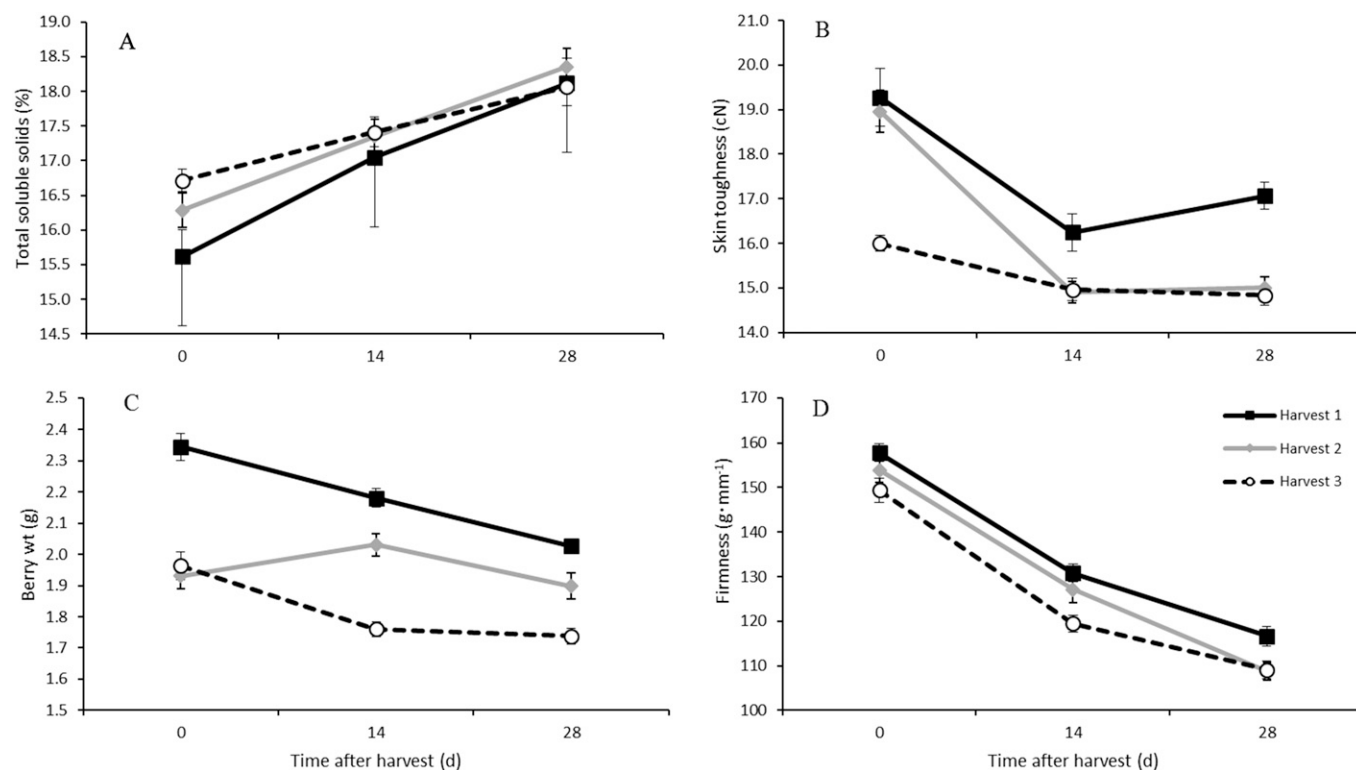 A
Total soluble solids (%)
19.0
18.5
18.0
17.5
17.0
16.5
16.0
15.5
15.0
14.5
0 14 28
B
Skin toughness (cN)
21.0
20.0
19.0
18.0
17.0
16.0
15.0
14.0
0 14 28
C
Berry wt (g)
2.5
2.4
2.3
2.2
2.1
2.0
1.9
1.8
1.7
1.6
1.5
0 14 28
Time after harvest (d)
D
Firmness (g·mm⁻¹)
170
160
150
140
130
120
110
100
0 14 28
Time after harvest (d)
Harvest 1
Harvest 2
Harvest 3